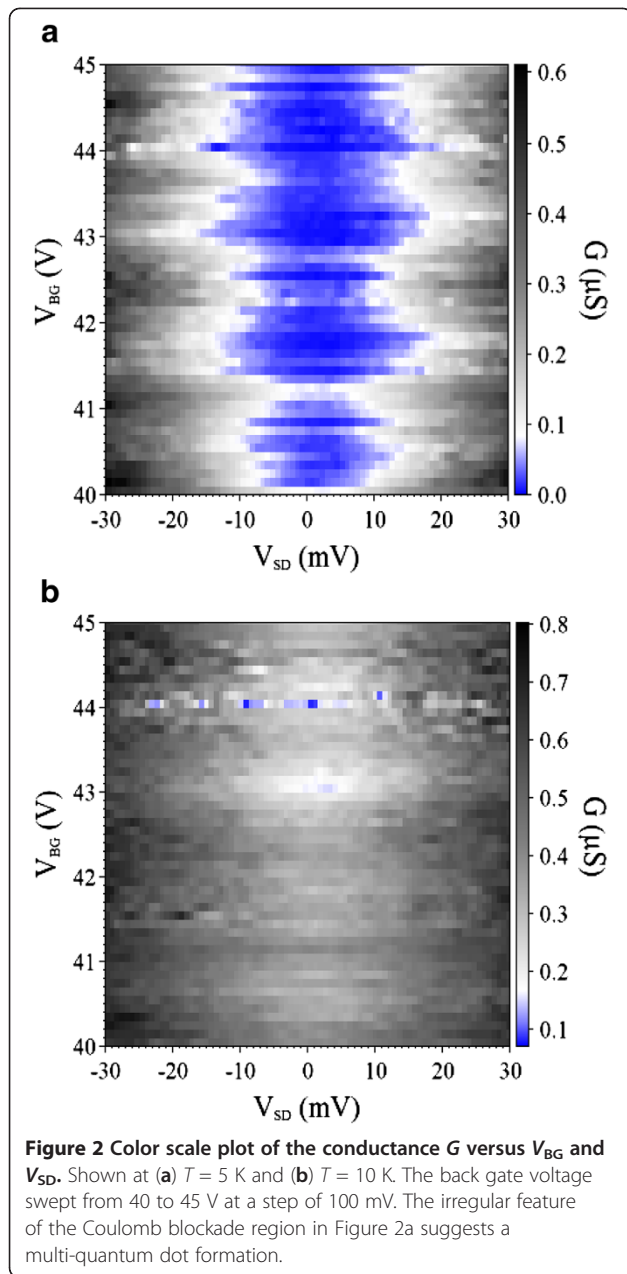 a
45
44
43
42
41
40
V_BG (V)
-30 -20 -10 0 10 20 30
V_SD (mV)
0.6
0.5
0.4
0.3
0.2
0.1
0.0
G (µS)
b
45
44
43
42
41
40
V_BG (V)
-30 -20 -10 0 10 20 30
V_SD (mV)
0.8
0.7
0.6
0.5
0.4
0.3
0.2
0.1
G (µS)
Figure 2 Color scale plot of the conductance G versus V_BG and
V_SD. Shown at (a) T = 5 K and (b) T = 10 K. The back gate voltage
swept from 40 to 45 V at a step of 100 mV. The irregular feature
of the Coulomb blockade region in Figure 2a suggests a
multi-quantum dot formation.